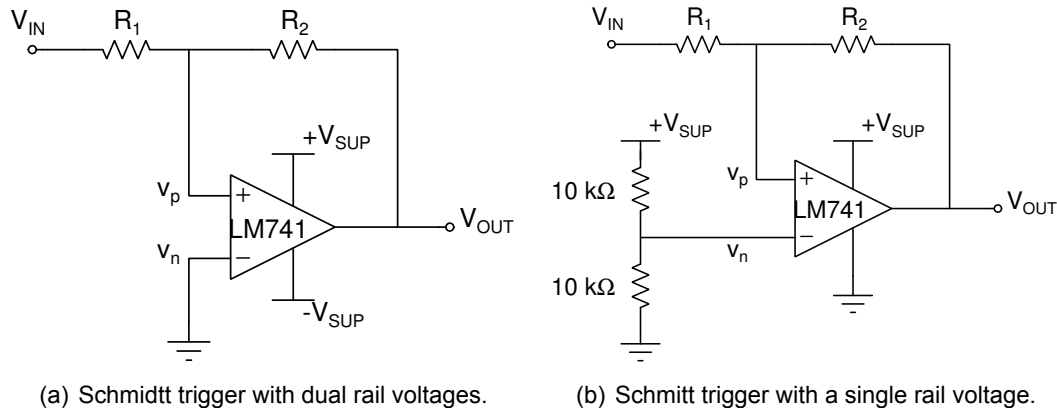 V_IN R_1 R_2
+V_SUP
v_p + LM741
V_OUT
v_n −
-V_SUP
(a) Schmidtt trigger with dual rail voltages.
V_IN R_1 R_2
+V_SUP +V_SUP
10 kΩ
v_p + LM741
V_OUT
v_n −
10 kΩ
(b) Schmitt trigger with a single rail voltage.